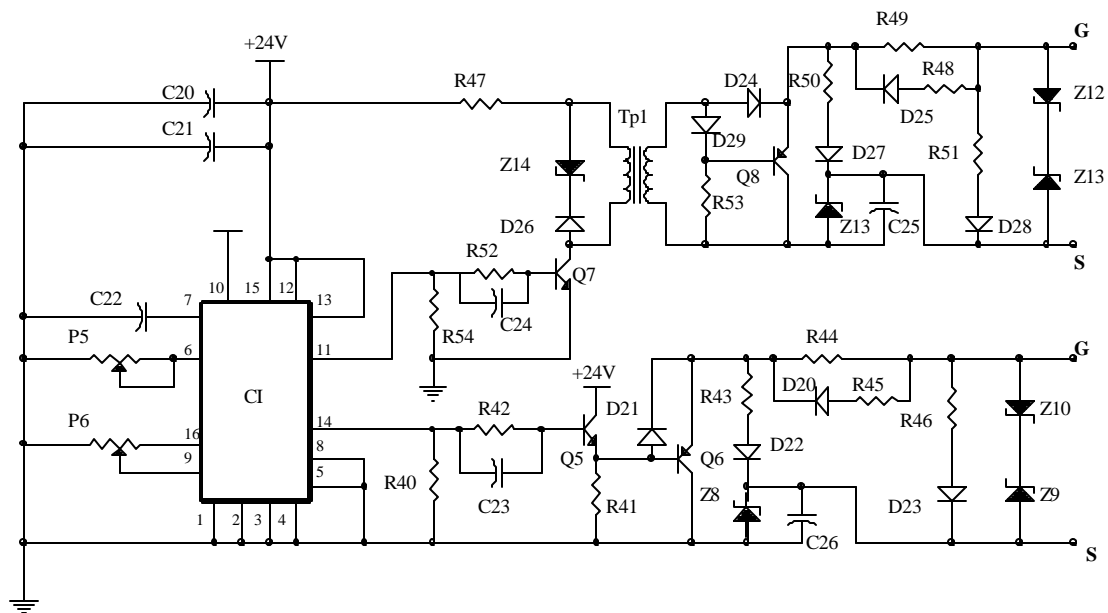 R49
G
+24V
R47
D24
R50
R48
Z12
C20
Tp1
D25
C21
D29
D27
R51
Z14
Q8
Z13
R53
D26
Z13
C25
D28
R52
S
Q7
10
15
12
C22
7
13
C24
R54
P5
6
11
R44
G
+24V
CI
D21
R43
D20
R45
P6
R42
R46
Z10
16
14
9
8
Q5
Q6
D22
5
R40
C23
R41
Z8
D23
Z9
1
2
3
4
C26
S